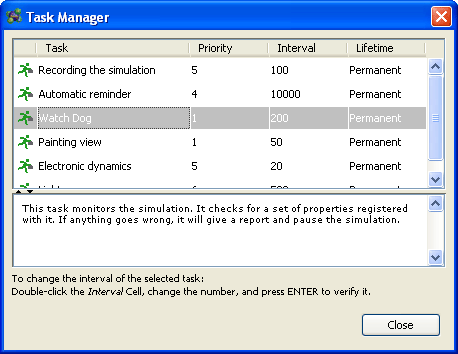 Task Manager
Task Priority Interval Lifetime
Recording the simulation 5 100 Permanent
Automatic reminder 4 10000 Permanent
Watch Dog 1 200 Permanent
Painting view 1 50 Permanent
Electronic dynamics 5 20 Permanent
This task monitors the simulation. It checks for a set of properties registered
with it. If anything goes wrong, it will give a report and pause the simulation.
To change the interval of the selected task:
Double-click the Interval Cell, change the number, and press ENTER to verify it.
Close